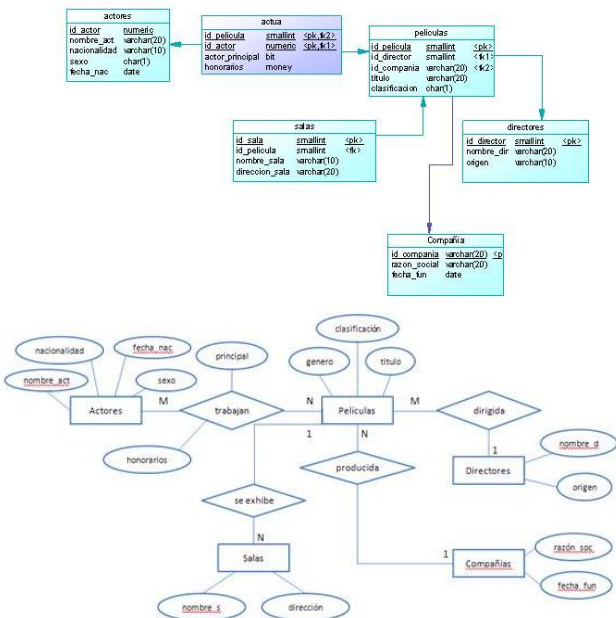 actores
id_actor numeric
nombre_act varchar(20)
nacionalidad varchar(10)
sexo char(1)
fecha_nac date
actua
id_pelicula smallint <pk,fk2>
id_actor numeric <pk,fk1>
actor_principal bit
honorarios money
peliculas
id_pelicula smallint <pk>
id_director smallint <fk1>
id_compania varchar(20) <fk2>
titulo varchar(20)
clasificacion char(1)
salas
id_sala smallint <pk>
id_pelicula smallint <fk>
nombre_sala varchar(10)
direccion_sala varchar(20)
directores
id_director smallint <pk>
nombre_dir varchar(20)
origen varchar(10)
Compañia
id_compania varchar(20) <p
razon_social varchar(20)
fecha_fun date
clasificación
nacionalidad
fecha_nac
principal
genero
titulo
nombre_act
sexo
Actores
M
trabajan
N
Películas
M
dirigida
1
N
1
nombre_d
honorarios
producida
Directores
origen
se exhibe
N
razón_soc
Salas
1
Compañías
fecha_fun
nombre_s
dirección